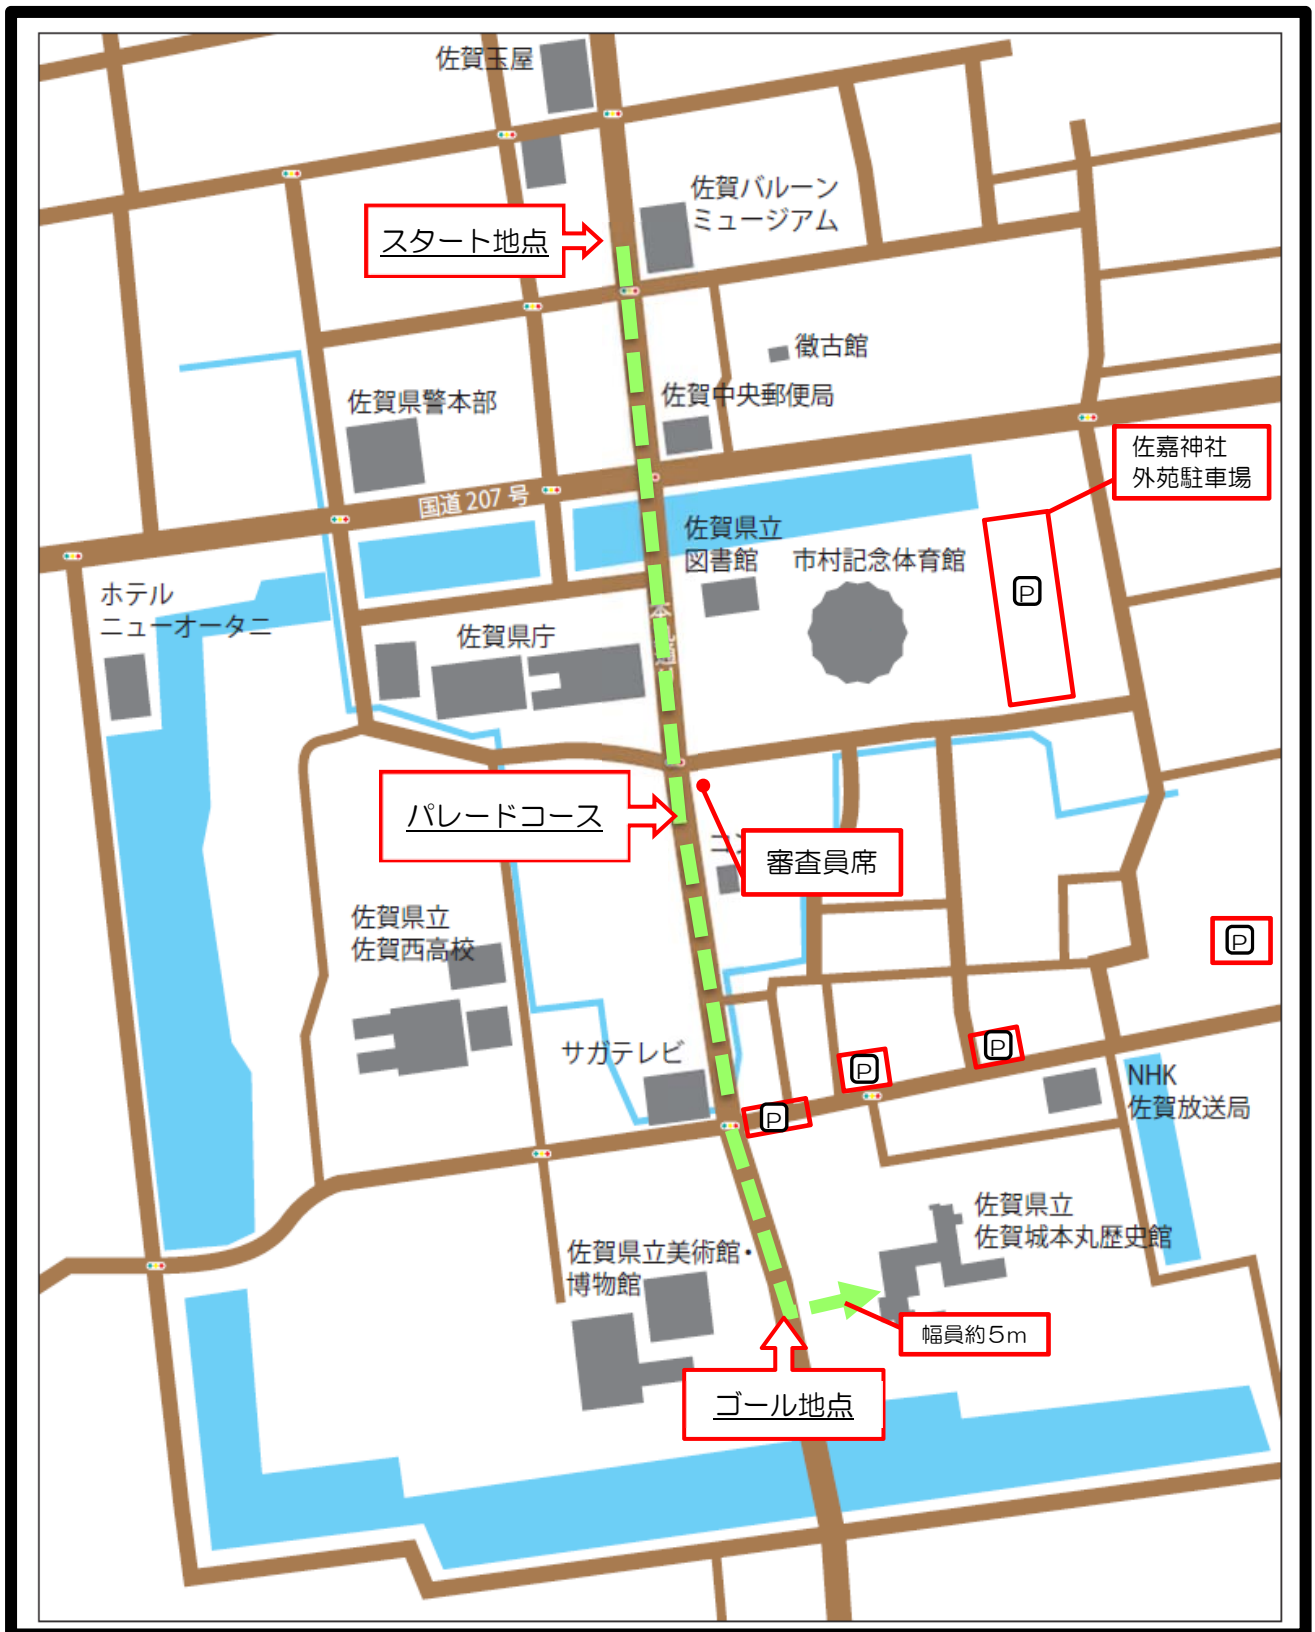 佐賀玉屋
佐賀バルーン
ミュージアム
スタート地点
徴古館
佐賀県警本部
佐賀中央郵便局
佐嘉神社
外苑駐車場
国道 207 号
佐賀県立
図書館
市村記念体育館
P
ホテル
ニューオータニ
佐賀県庁
パレードコース
審査員席
佐賀県立
佐賀西高校
P
サガテレビ
P
P
P
NHK
佐賀放送局
佐賀県立
佐賀城本丸歴史館
佐賀県立美術館・
博物館
幅員約5m
ゴール地点